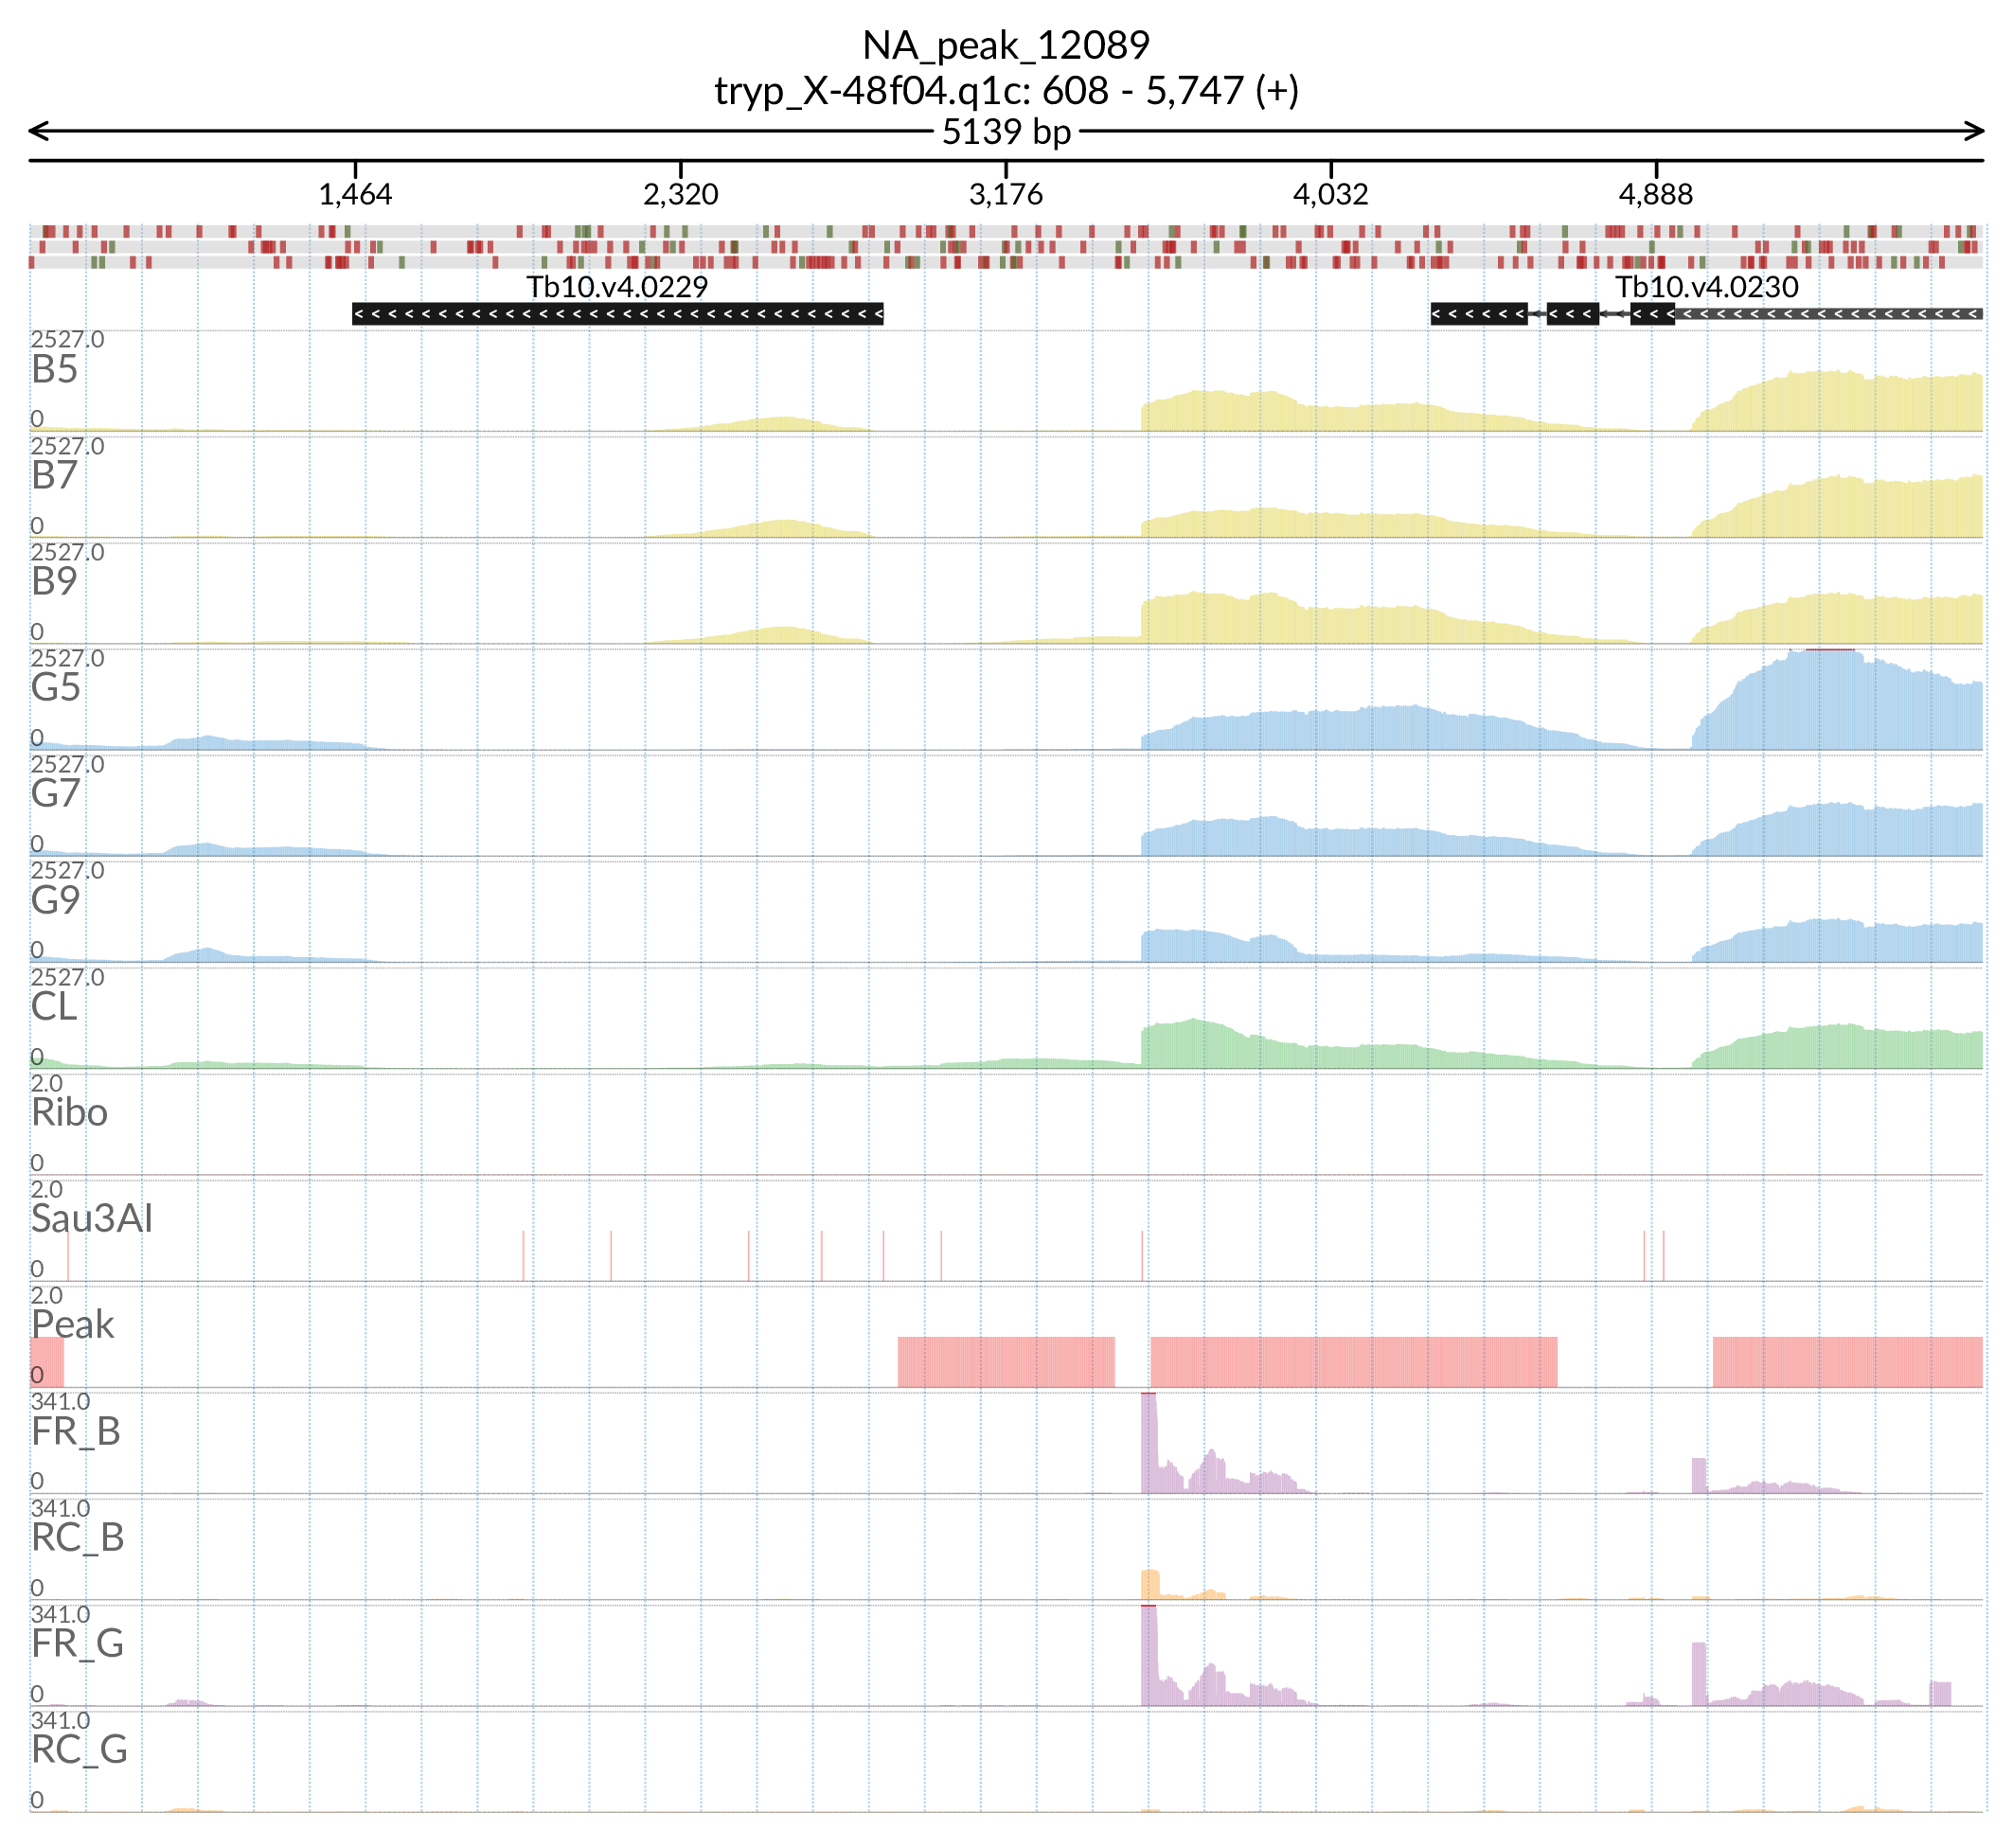 NA_peak_12089
tryp_X-48f04.q1c: 608 - 5,747 (+)
5139 bp
1,464 2,320 3,176 4,032 4,888
Tb10.v4.0229 Tb10.v4.0230
2527.0
B5
0
2527.0
B7
0
2527.0
B9
0
2527.0
G5
0
2527.0
G7
0
2527.0
G9
0
2527.0
CL
0
2.0
Ribo
0
2.0
Sau3AI
0
2.0
Peak
0
341.0
FR_B
0
341.0
RC_B
0
341.0
FR_G
0
341.0
RC_G
0